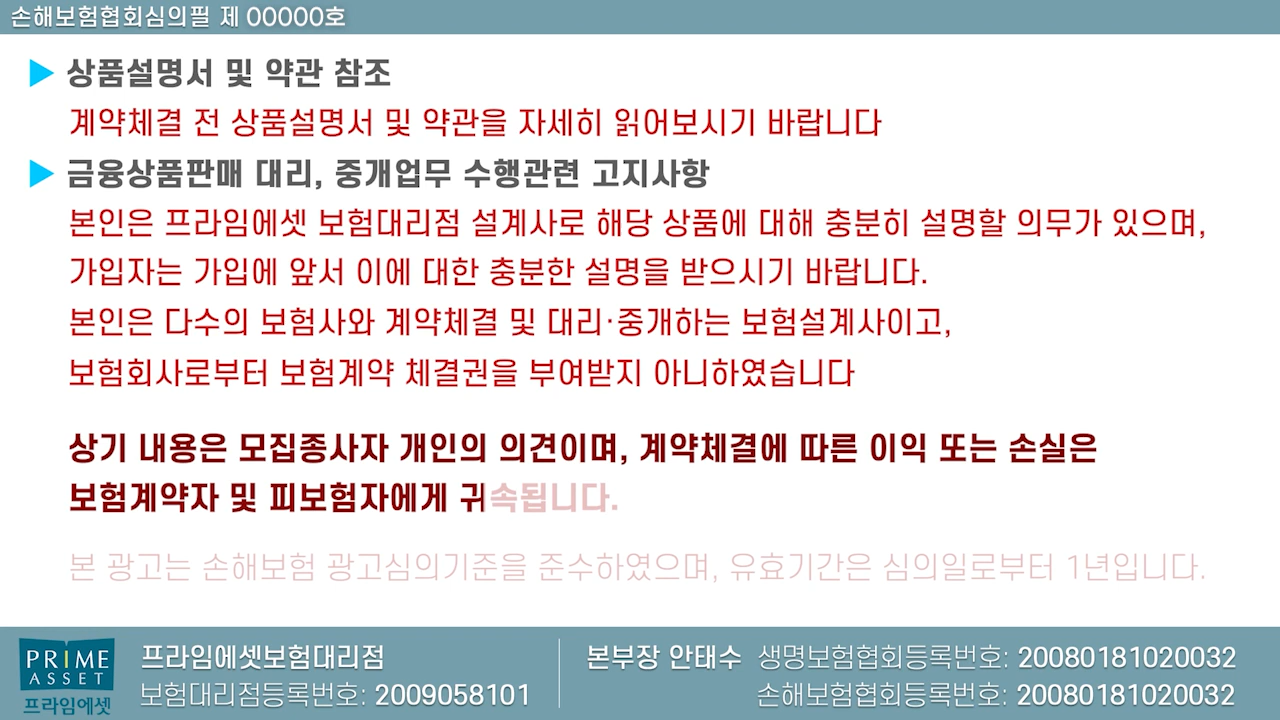 손해보험협회심의필 제 00000호
▶ 상품설명서 및 약관 참조
계약체결 전 상품설명서 및 약관을 자세히 읽어보시기 바랍니다
▶ 금융상품판매 대리, 중개업무 수행관련 고지사항
본인은 프라임에셋 보험대리점 설계사로 해당 상품에 대해 충분히 설명할 의무가 있으며,
가입자는 가입에 앞서 이에 대한 충분한 설명을 받으시기 바랍니다.
본인은 다수의 보험사와 계약체결 및 대리·중개하는 보험설계사이고,
보험회사로부터 보험계약 체결권을 부여받지 아니하였습니다
상기 내용은 모집종사자 개인의 의견이며, 계약체결에 따른 이익 또는 손실은
보험계약자 및 피보험자에게 귀속됩니다.
본 광고는 손해보험 광고심의기준을 준수하였으며, 유효기간은 심의일로부터 1년입니다.
PRIME
ASSET
프라임에셋
프라임에셋보험대리점
보험대리점등록번호: 2009058101
본부장 안태수 생명보험협회등록번호: 20080181020032
손해보험협회등록번호: 20080181020032